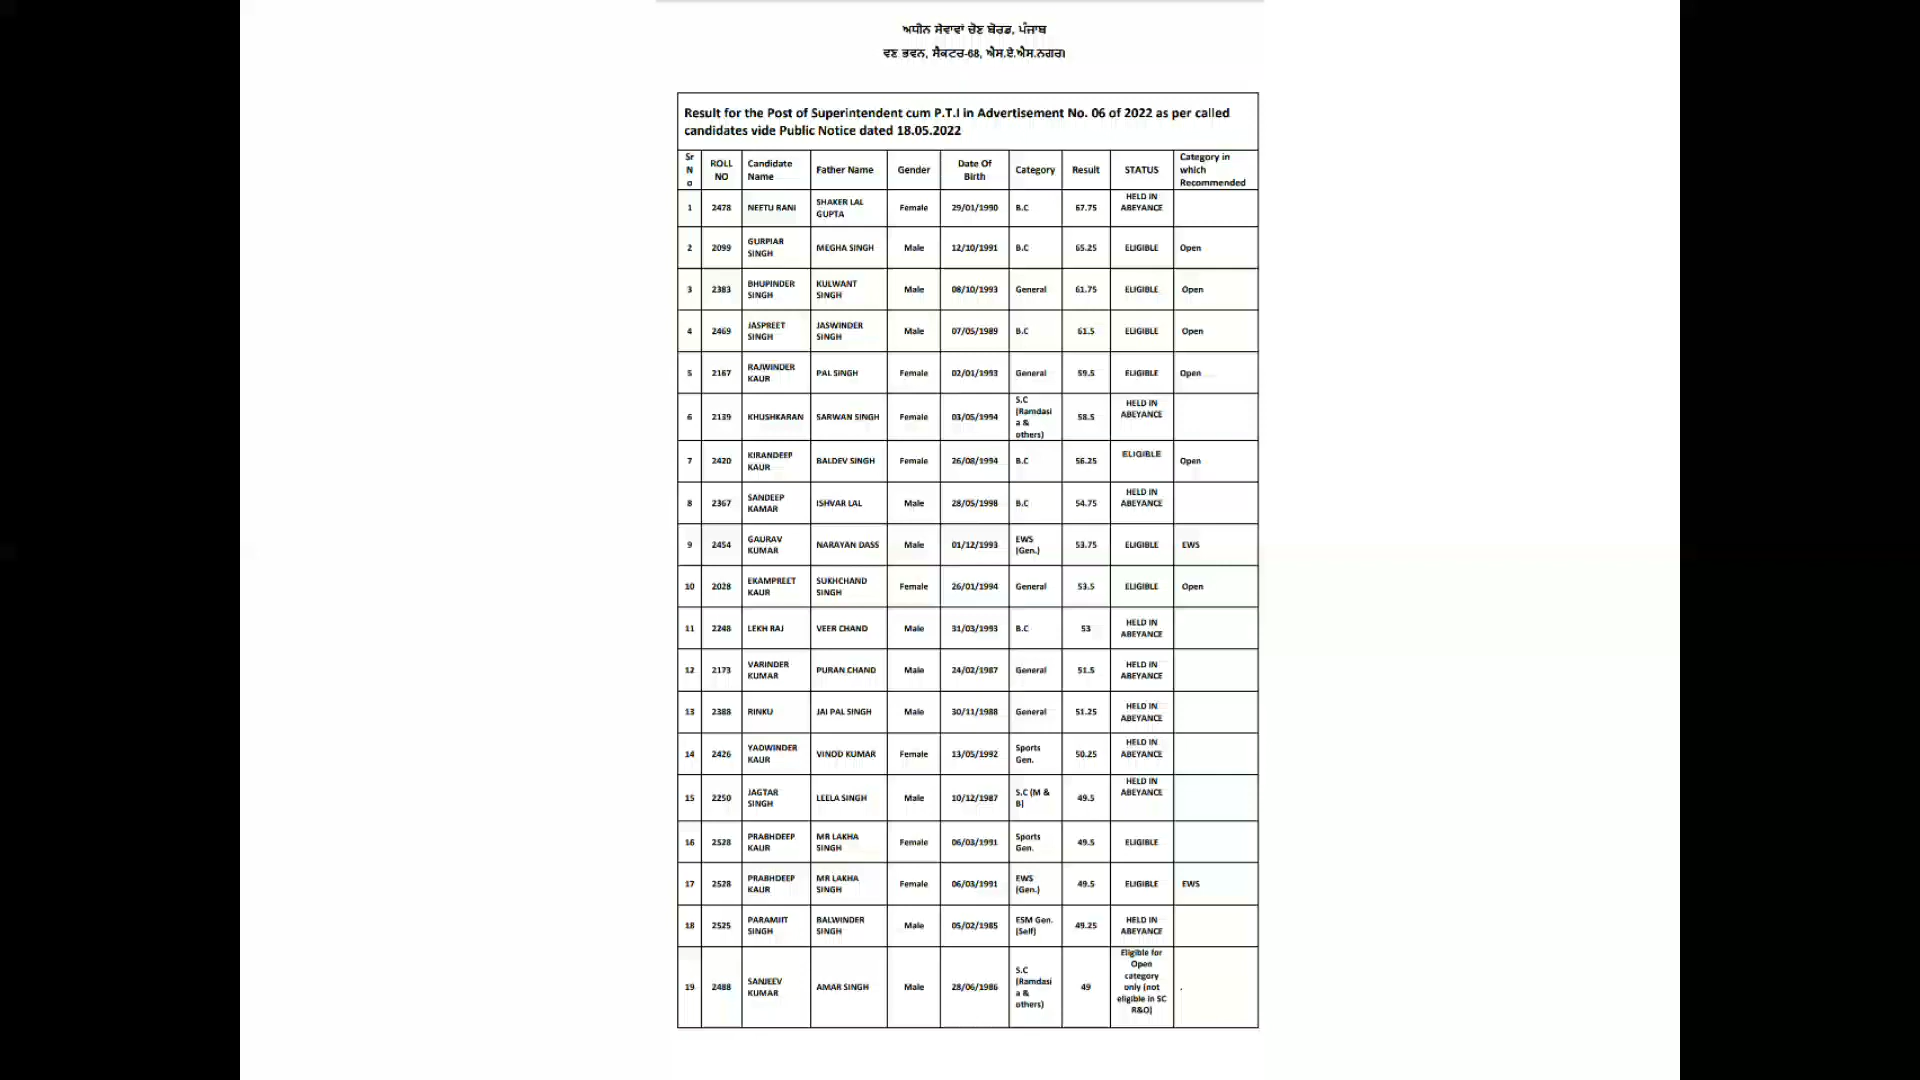 ਅਧੀਨ ਸੇਵਾਵਾਂ ਚੋਣ ਬੋਰਡ, ਪੰਜਾਬ
ਵਣ ਭਵਨ, ਸੈਕਟਰ-68, ਐਸ.ਏ.ਐਸ.ਨਗਰ।
Result for the Post of Superintendent cum P.T.I in Advertisement No. 06 of 2022 as per called
candidates vide Public Notice dated 18.05.2022
Sr No ROLL NO Candidate Name Father Name Gender Date Of Birth Category Result STATUS Category in which Recommended
1 2478 NEETU RANI SHAKER LAL GUPTA Female 29/01/1990 B.C 67.75 HELD IN ABEYANCE
2 2099 GURPIAR SINGH MEGHA SINGH Male 12/10/1991 B.C 65.25 ELIGIBLE Open
3 2383 BHUPINDER SINGH KULWANT SINGH Male 08/10/1993 General 61.75 ELIGIBLE Open
4 2469 JASPREET SINGH JASWINDER SINGH Male 07/05/1989 B.C 61.5 ELIGIBLE Open
5 2167 RAJWINDER KAUR PAL SINGH Female 02/01/1993 General 59.5 ELIGIBLE Open
6 2139 KHUSHKARAN SARWAN SINGH Female 03/05/1994 S.C (Ramdasia & others) 58.5 HELD IN ABEYANCE
7 2420 KIRANDEEP KAUR BALDEV SINGH Female 26/08/1994 B.C 56.25 ELIGIBLE Open
8 2367 SANDEEP KAMAR ISHVAR LAL Male 28/05/1998 B.C 54.75 HELD IN ABEYANCE
9 2454 GAURAV KUMAR NARAYAN DASS Male 01/12/1993 EWS (Gen.) 53.75 ELIGIBLE EWS
10 2028 EKAMPREET KAUR SUKHCHAND SINGH Female 26/01/1994 General 53.5 ELIGIBLE Open
11 2248 LEKH RAJ VEER CHAND Male 31/03/1993 B.C 53 HELD IN ABEYANCE
12 2173 VARINDER KUMAR PURAN CHAND Male 24/02/1987 General 51.5 HELD IN ABEYANCE
13 2388 RINKU JAI PAL SINGH Male 30/11/1988 General 51.25 HELD IN ABEYANCE
14 2426 YADWINDER KAUR VINOD KUMAR Female 13/05/1992 Sports Gen. 50.25 HELD IN ABEYANCE
15 2250 JAGTAR SINGH LEELA SINGH Male 10/12/1987 S.C (M & B) 49.5 HELD IN ABEYANCE
16 2528 PRABHDEEP KAUR MR LAKHA SINGH Female 06/03/1991 Sports Gen. 49.5 ELIGIBLE
17 2528 PRABHDEEP KAUR MR LAKHA SINGH Female 06/03/1991 EWS (Gen.) 49.5 ELIGIBLE EWS
18 2525 PARAMJIT SINGH BALWINDER SINGH Male 05/02/1985 ESM Gen. (Self) 49.25 HELD IN ABEYANCE
19 2488 SANJEEV KUMAR AMAR SINGH Male 28/06/1986 S.C (Ramdasia & others) 49 Eligible for Open category only (not eligible in SC R&O) .